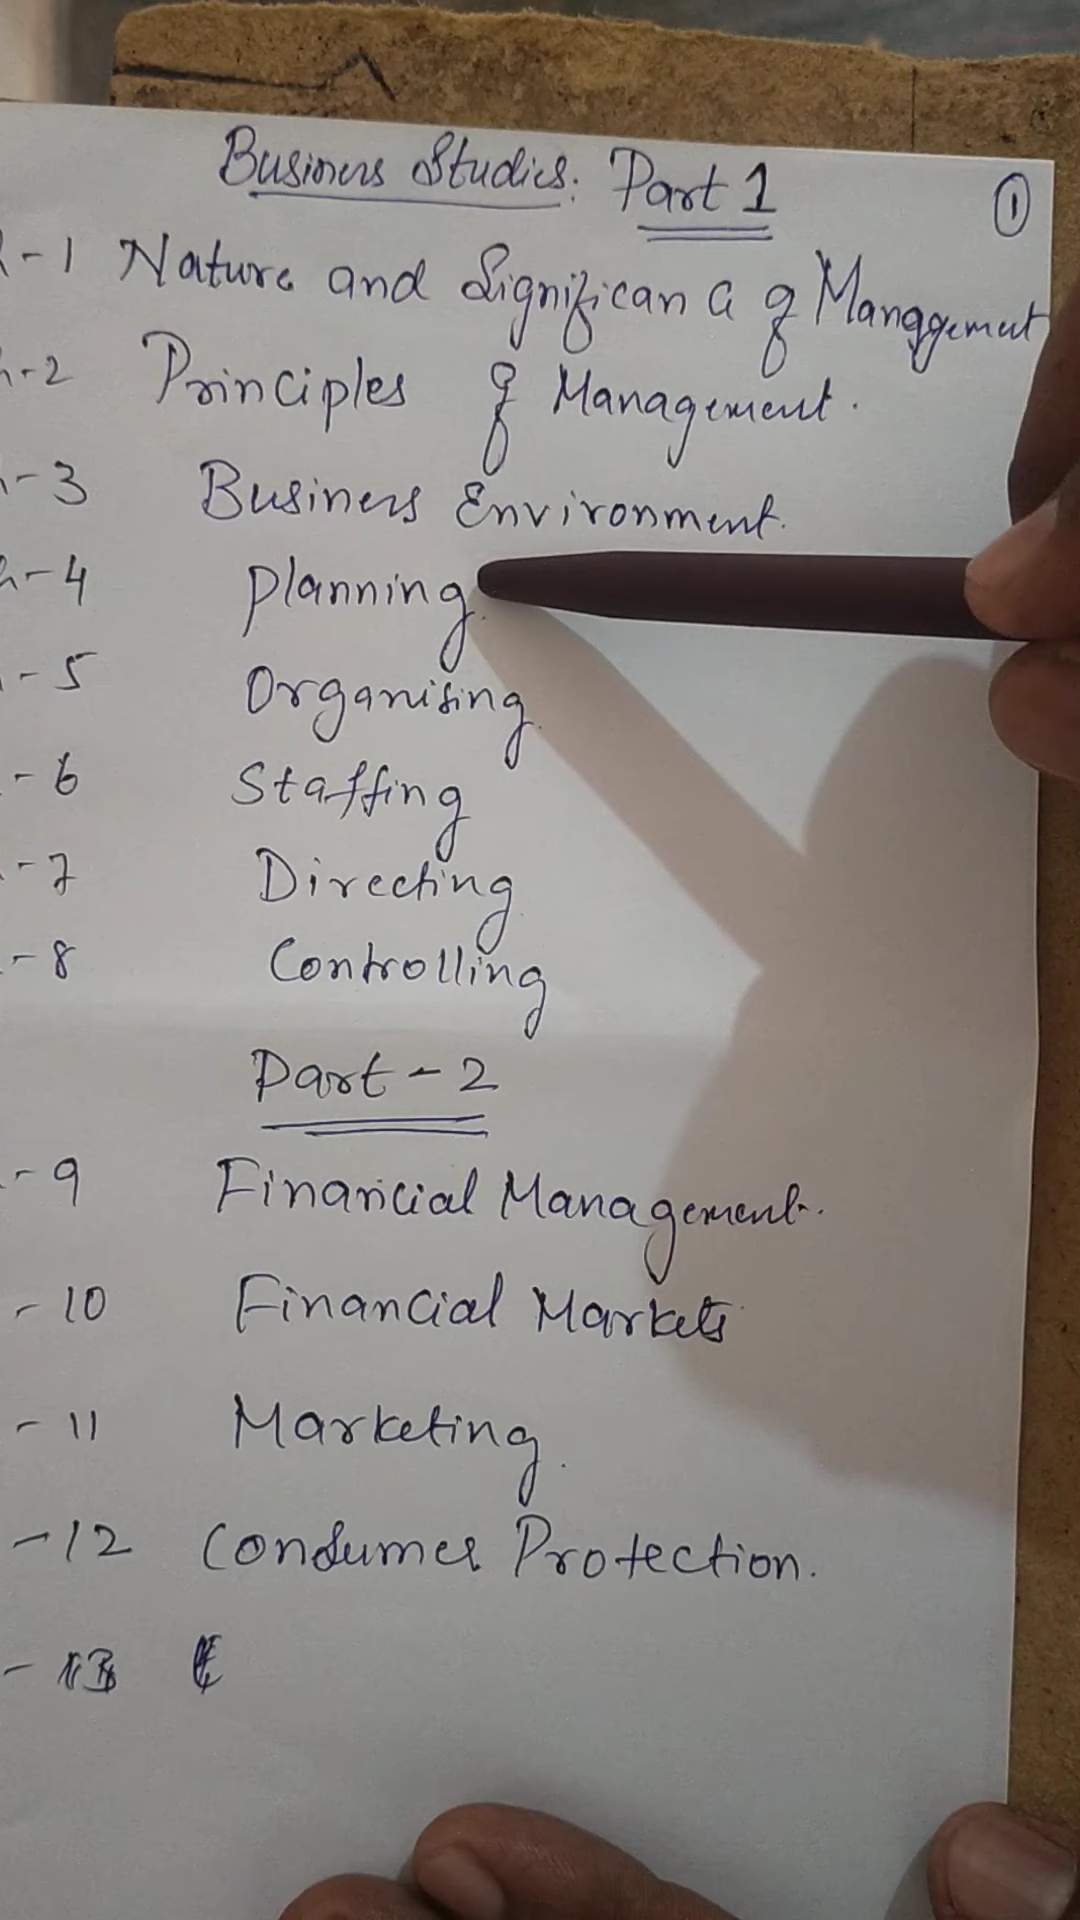 Business Studies: Part 1
1
-1 Nature and Significance of Management
-2 Principles of Management.
-3 Business Environment.
-4 Planning.
-5 Organising.
-6 Staffing
-7 Directing
-8 Controlling
Part-2
-9 Financial Management.
-10 Financial Markets
-11 Marketing.
-12 Consumer Protection.
-13